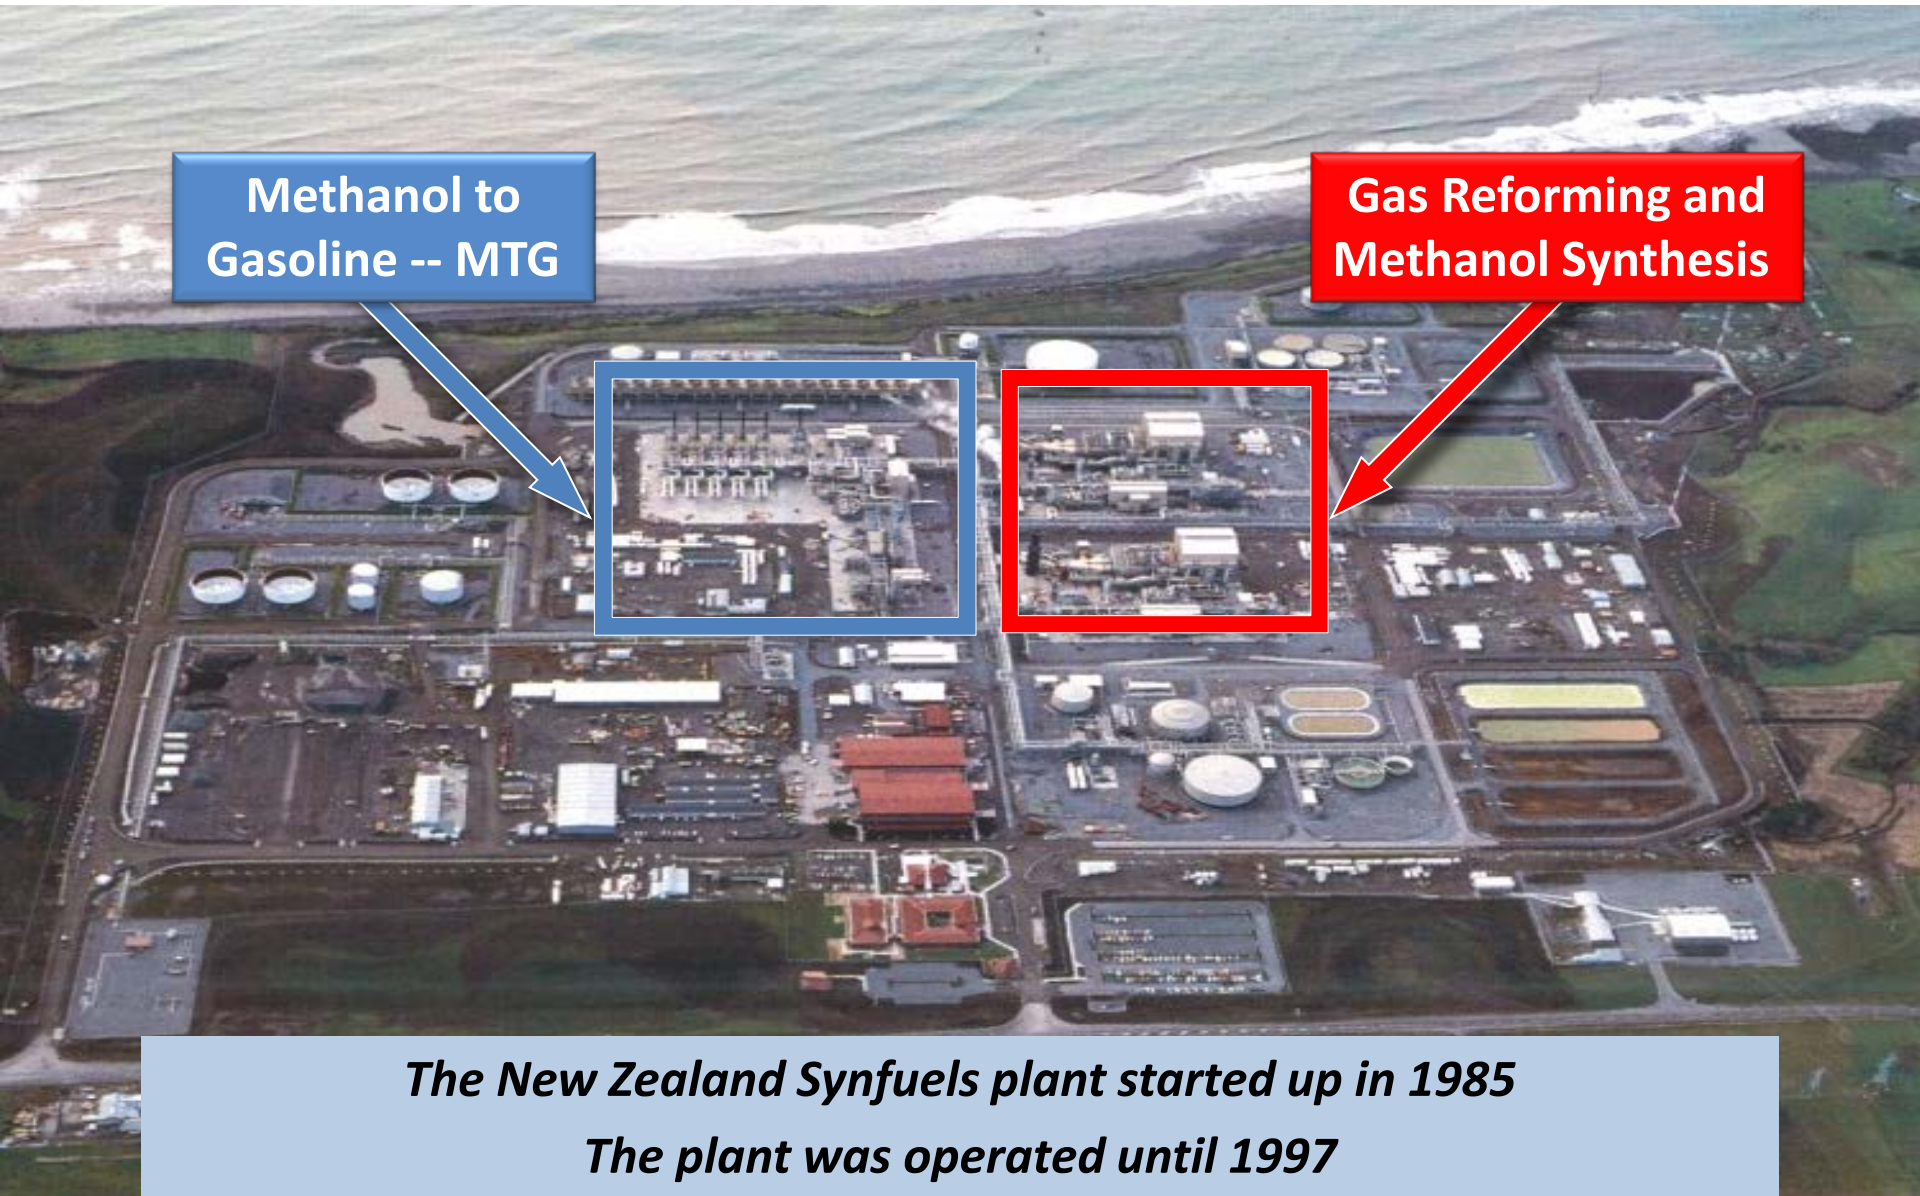 Methanol to
Gasoline -- MTG
Gas Reforming and
Methanol Synthesis
The New Zealand Synfuels plant started up in 1985
The plant was operated until 1997